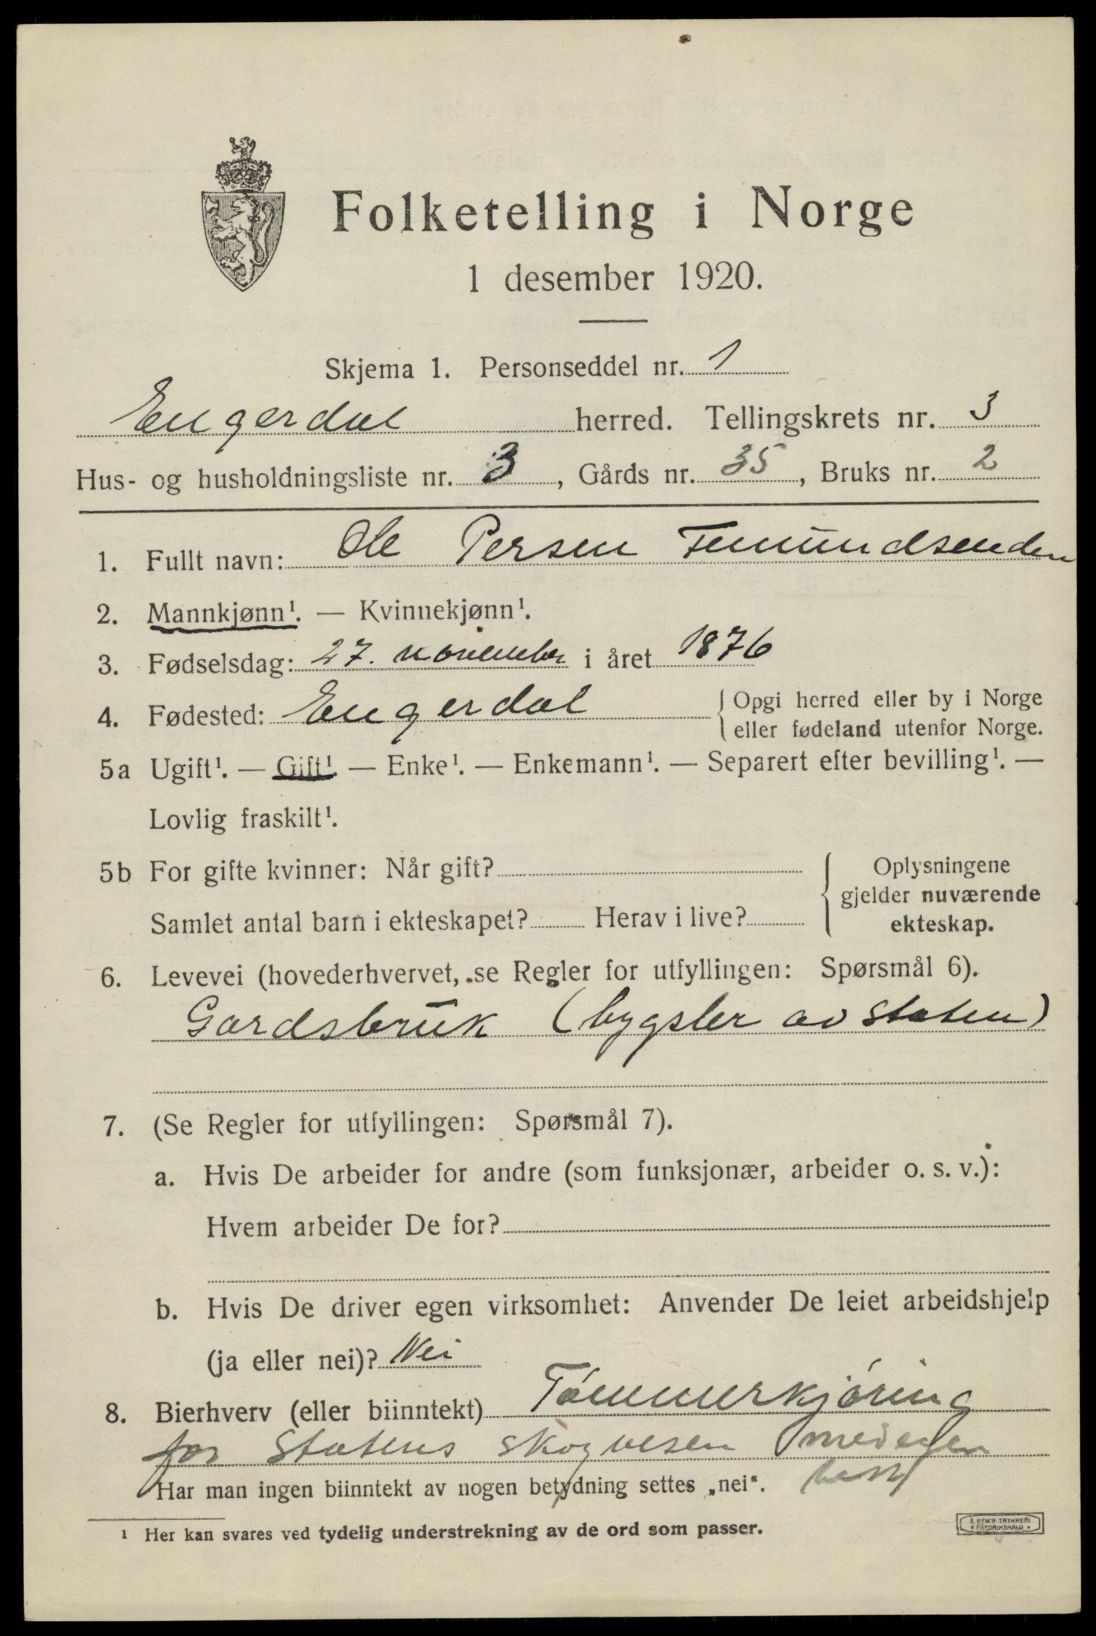 Folketelling i Norge
1 desember 1920.
Skjema 1. Personseddel nr. 1
Engerdal herred. Tellingskrets nr. 3
Hus- og husholdningsliste nr. 3, Gårds nr. 35, Bruks nr. 2
1. Fullt navn: Ole Persen Femundsenden
2. Mannkjønn¹. — Kvinnekjønn¹.
3. Fødselsdag: 27. november i året 1876
4. Fødested: Engerdal { Opgi herred eller by i Norge
eller fødeland utenfor Norge.
5a Ugift¹. — Gift¹. — Enke¹. — Enkemann¹. — Separert efter bevilling¹. —
Lovlig fraskilt¹.
5b For gifte kvinner: Når gift?
Samlet antal barn i ekteskapet? Herav i live?
{ Oplysningene
gjelder nuværende
ekteskap.
6. Levevei (hovederhvervet, se Regler for utfyllingen: Spørsmål 6).
Gardsbruk (bygsler av Staten)
7. (Se Regler for utfyllingen: Spørsmål 7).
a. Hvis De arbeider for andre (som funksjonær, arbeider o. s. v.):
Hvem arbeider De for?
b. Hvis De driver egen virksomhet: Anvender De leiet arbeidshjelp
(ja eller nei)? Nei
8. Bierhverv (eller biinntekt) Tømmerkjøring
for Statens skogvesen med egen
hest
Har man ingen biinntekt av nogen betydning settes „nei“.
¹ Her kan svares ved tydelig understrekning av de ord som passer.